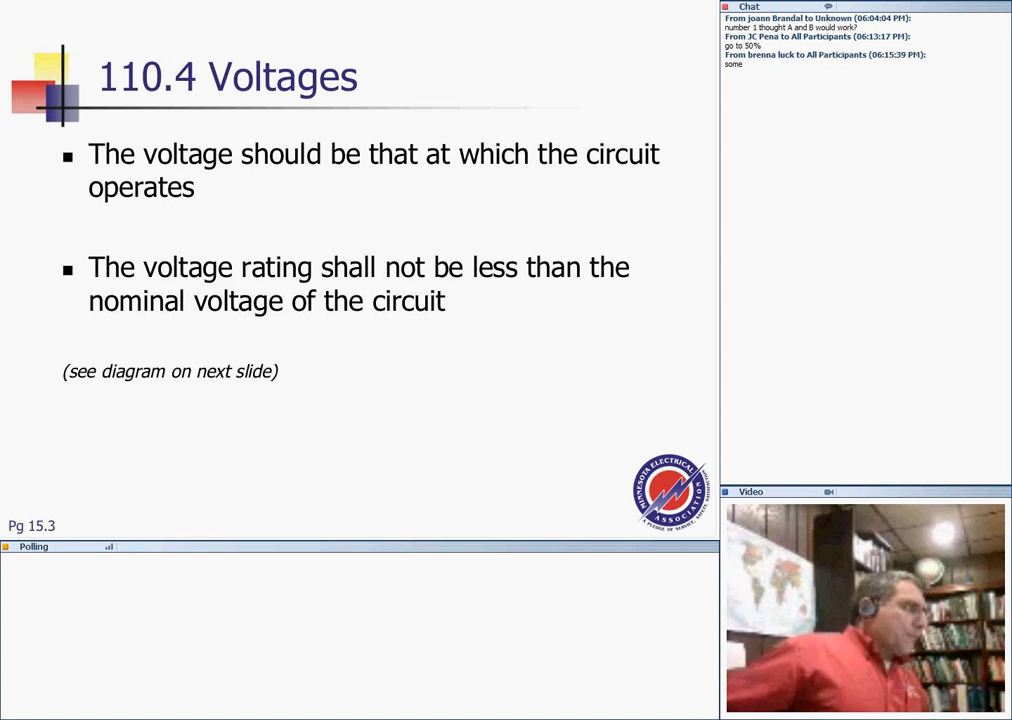 110.4 Voltages
The voltage should be that at which the circuit
operates
The voltage rating shall not be less than the
nominal voltage of the circuit
(see diagram on next slide)
MINNESOTA ELECTRICAL
ASSOCIATION
Pg 15.3
Polling
Chat
From joann Brandal to Unknown (06:04:04 PM):
number 1 thought A and B would work?
From JC Pena to All Participants (06:13:17 PM):
go to 50%
From brenna luck to All Participants (06:15:39 PM):
some
Video